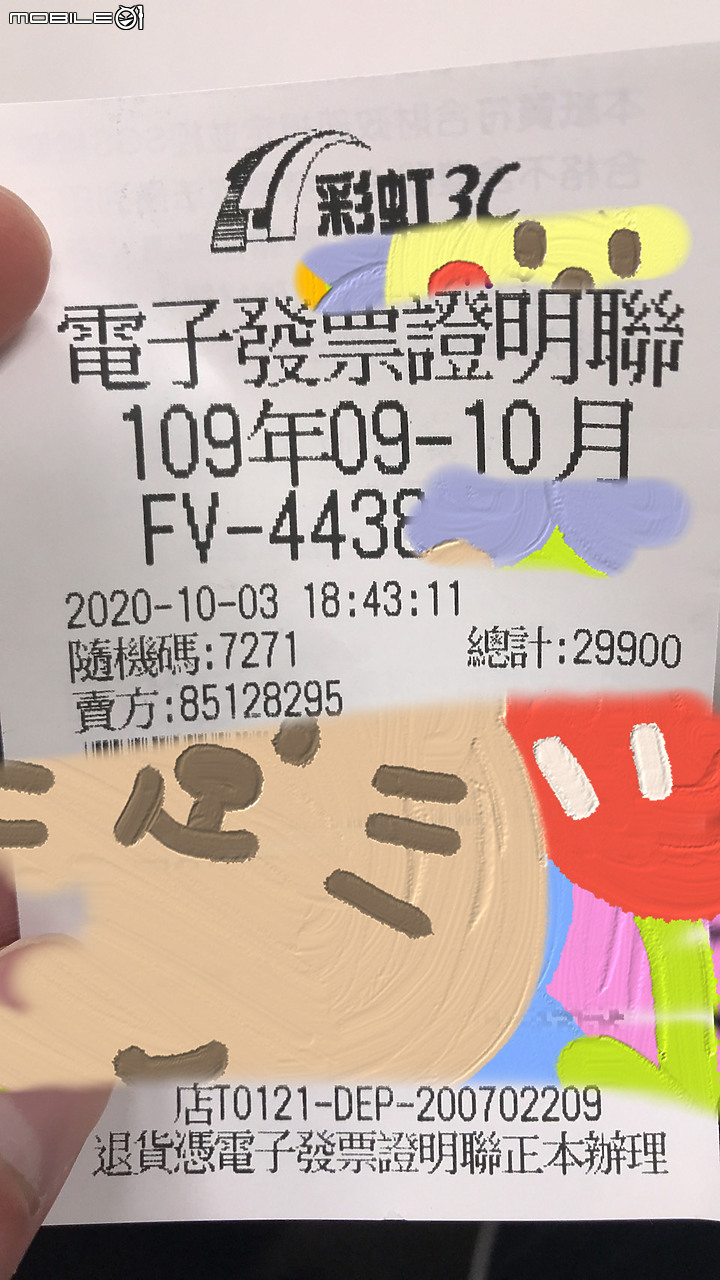 MOBILE01
彩虹3C
電子發票證明聯
109年09-10月
FV-4438
2020-10-03 18:43:11
隨機碼:7271 總計:29900
賣方:85128295
店T0121-DEP-200702209
退貨憑電子發票證明聯正本辦理